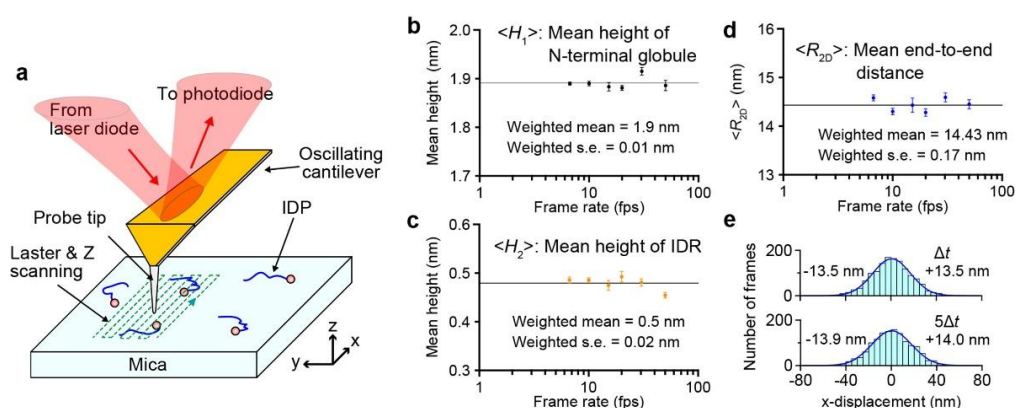 a
From
laser diode
To photodiode
Oscillating
cantilever
Probe tip
IDP
Laster & Z
scanning
Mica
z
x
y
b
<H1>: Mean height of
N-terminal globule
Mean height (nm)
2.0
1.9
1.8
1.7
Weighted mean = 1.9 nm
Weighted s.e. = 0.01 nm
1
10
100
Frame rate (fps)
c
<H2>: Mean height of IDR
Mean height (nm)
0.6
0.5
0.4
0.3
Weighted mean = 0.5 nm
Weighted s.e. = 0.02 nm
1
10
100
Frame rate (fps)
d
<R2D>: Mean end-to-end
distance
<R2D> (nm)
16
15
14
13
Weighted mean = 14.43 nm
Weighted s.e. = 0.17 nm
1
10
100
Frame rate (fps)
e
Number of frames
200
0
-13.5 nm
Δt
+13.5 nm
200
0
-13.9 nm
5Δt
+14.0 nm
-80
-40
0
40
80
x-displacement (nm)